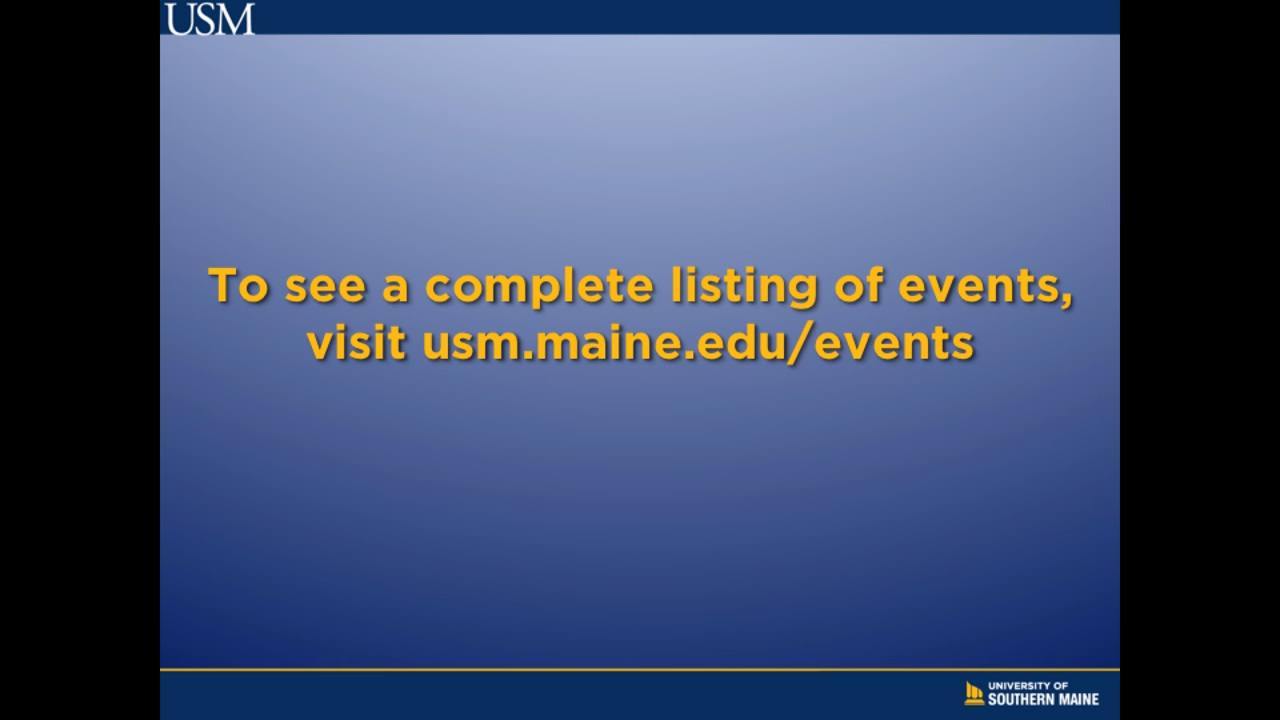 USM
To see a complete listing of events,
visit usm.maine.edu/events
UNIVERSITY OF
SOUTHERN MAINE